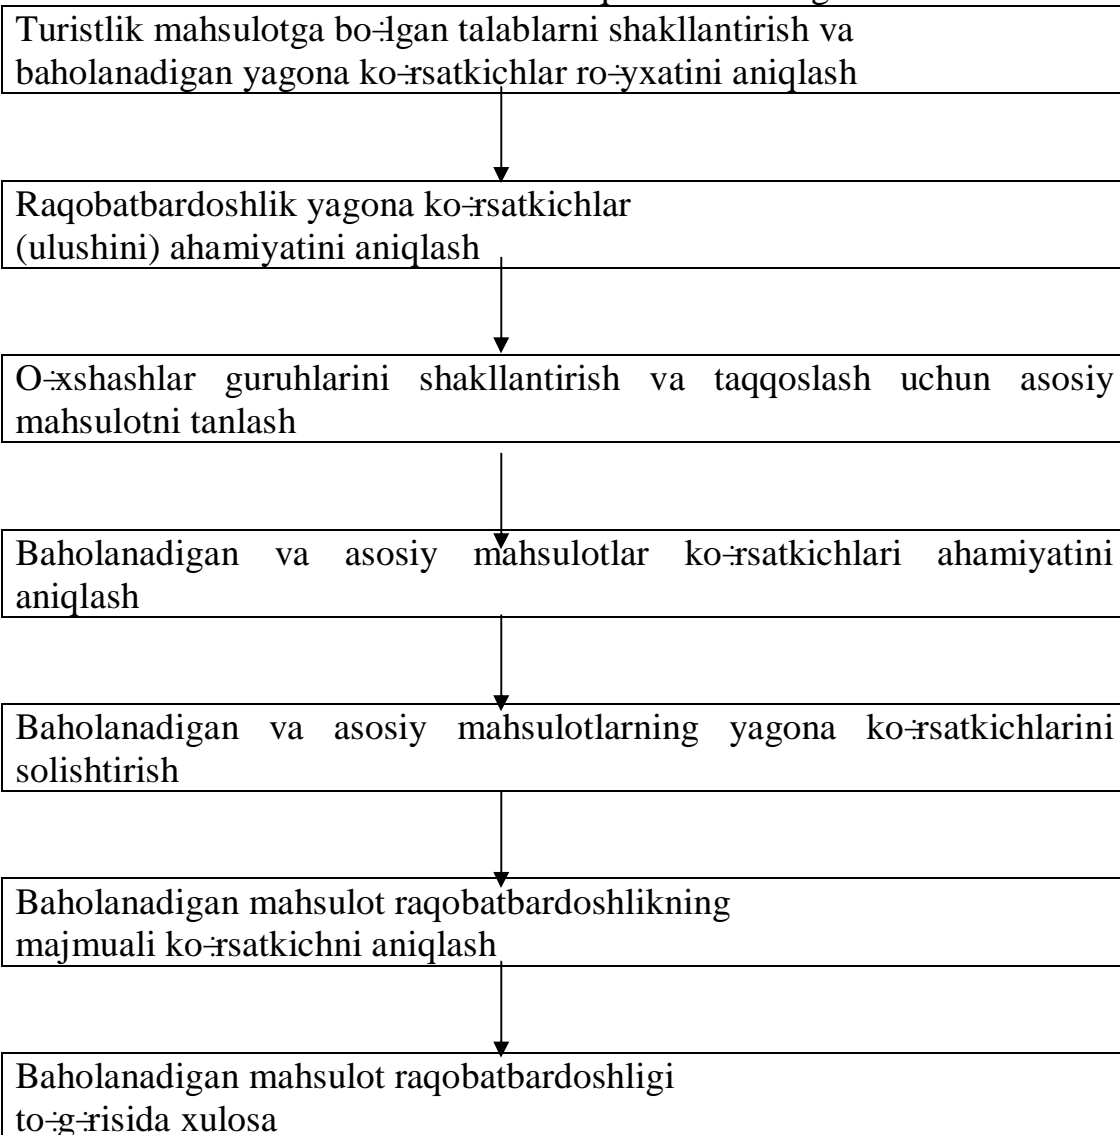 Turistlik mahsulotga bo÷lgan talablarni shakllantirish va
baholanadigan yagona ko÷rsatkichlar ro÷yxatini aniqlash
Raqobatbardoshlik yagona ko÷rsatkichlar
(ulushini) ahamiyatini aniqlash
O÷xshashlar guruhlarini shakllantirish va taqqoslash uchun asosiy
mahsulotni tanlash
Baholanadigan va asosiy mahsulotlar ko÷rsatkichlari ahamiyatini
aniqlash
Baholanadigan va asosiy mahsulotlarning yagona ko÷rsatkichlarini
solishtirish
Baholanadigan mahsulot raqobatbardoshlikning
majmuali ko÷rsatkichni aniqlash
Baholanadigan mahsulot raqobatbardoshligi
to÷g÷risida xulosa